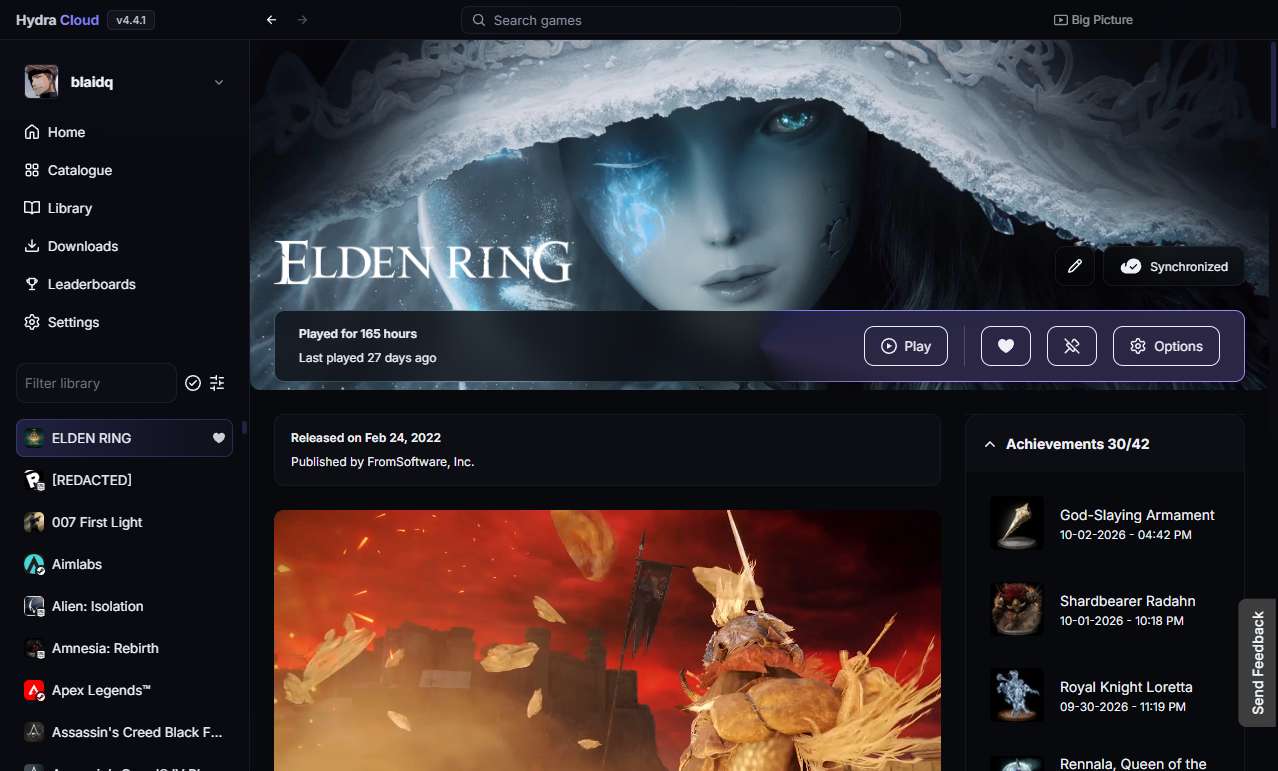 Hydra Cloud v4.4.1
Search games
Big Picture
blaidq
Home
Catalogue
Library
Downloads
Leaderboards
Settings
Filter library
ELDEN RING
[REDACTED]
007 First Light
Aimlabs
Alien: Isolation
Amnesia: Rebirth
Apex Legends™
Assassin's Creed Black F...
ELDEN RING
Synchronized
Played for 165 hours
Last played 27 days ago
Play
Options
Released on Feb 24, 2022
Published by FromSoftware, Inc.
Achievements 30/42
God-Slaying Armament
10-02-2026 - 04:42 PM
Shardbearer Radahn
10-01-2026 - 10:18 PM
Royal Knight Loretta
09-30-2026 - 11:19 PM
Rennala, Queen of the
Send Feedback